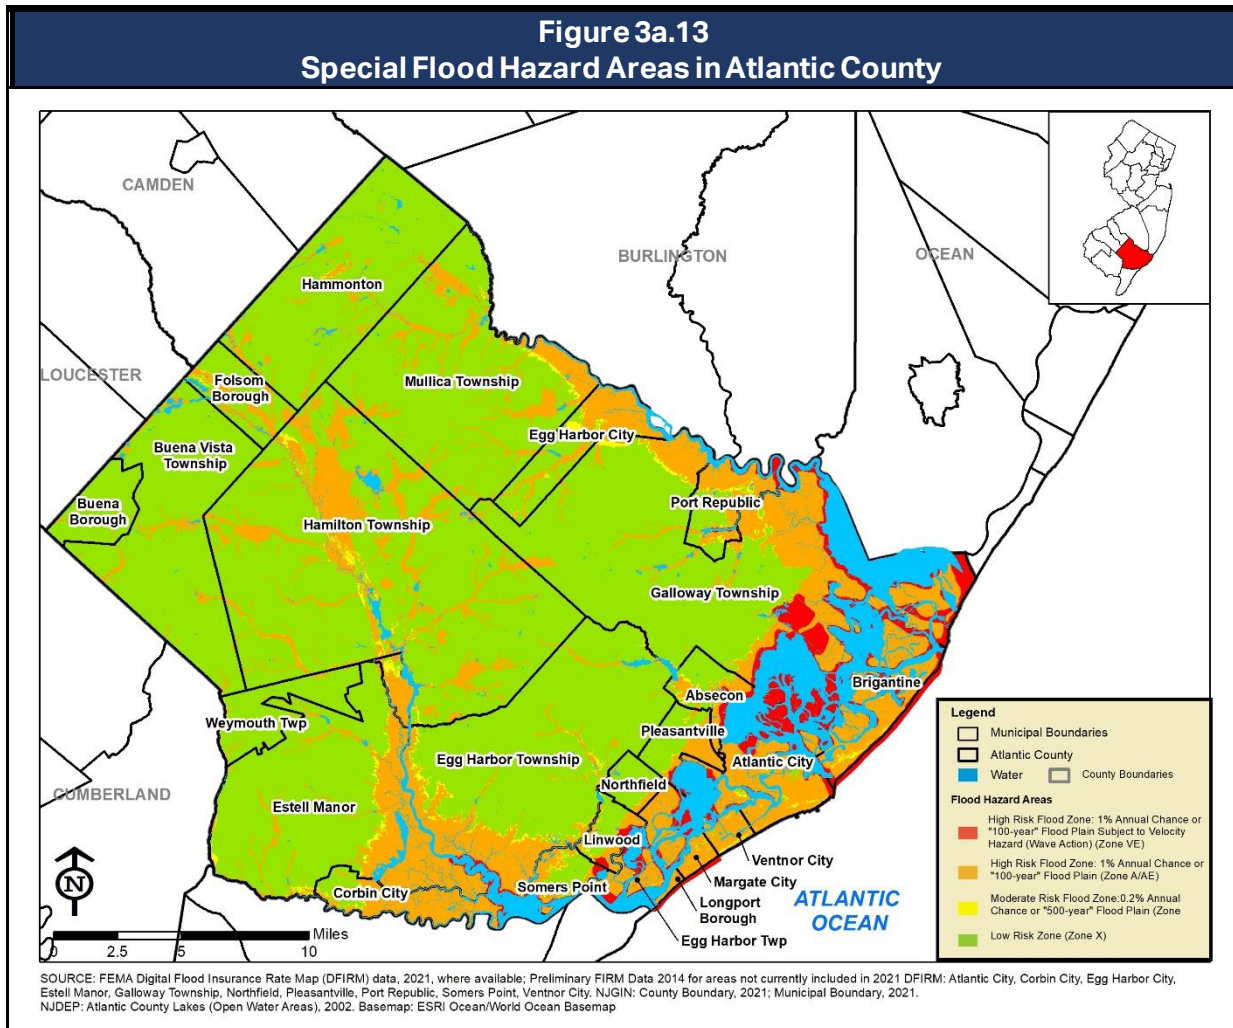 Figure 3a.13
Special Flood Hazard Areas in Atlantic County
CAMDEN
BURLINGTON
OCEAN
Hammonton
LOUCESTER
Folsom
Borough
Mullica Township
Buena Vista
Township
Egg Harbor City
Buena
Borough
Port Republic
Hamilton Township
Galloway Township
Absecon
Brigantine
Weymouth Twp
Pleasantville
Egg Harbor Township
Atlantic City
Northfield
CUMBERLAND
Estell Manor
Linwood
Ventnor City
Somers Point
Margate City
Corbin City
Longport
Borough
ATLANTIC
OCEAN
Egg Harbor Twp
N
Miles
0 2.5 5 10
Legend
Municipal Boundaries
Atlantic County
Water County Boundaries
Flood Hazard Areas
High Risk Flood Zone: 1% Annual Chance or
"100-year" Flood Plain Subject to Velocity
Hazard (Wave Action) (Zone VE)
High Risk Flood Zone: 1% Annual Chance or
"100-year" Flood Plain (Zone A/AE)
Moderate Risk Flood Zone:0.2% Annual
Chance or "500-year" Flood Plain (Zone
Low Risk Zone (Zone X)
SOURCE: FEMA Digital Flood Insurance Rate Map (DFIRM) data, 2021, where available; Preliminary FIRM Data 2014 for areas not currently included in 2021 DFIRM: Atlantic City, Corbin City, Egg Harbor City,
Estell Manor, Galloway Township, Northfield, Pleasantville, Port Republic, Somers Point, Ventnor City. NJGIN: County Boundary, 2021; Municipal Boundary, 2021.
NJDEP: Atlantic County Lakes (Open Water Areas), 2002. Basemap: ESRI Ocean/World Ocean Basemap